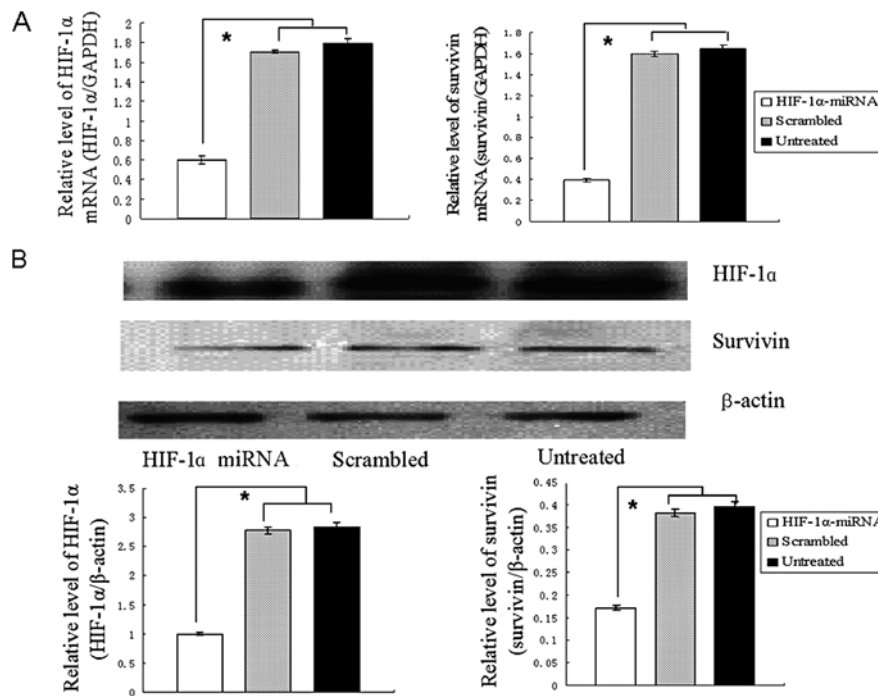 A
Relative level of HIF-1α
mRNA (HIF-1α/GAPDH)
2
1.8
1.6
1.4
1.2
1
0.8
0.6
0.4
0.2
0
*
Relative level of survivin
mRNA (survivin/GAPDH)
1.8
1.6
1.4
1.2
1
0.8
0.6
0.4
0.2
0
*
HIF-1α-miRNA
Scrambled
Untreated
B
HIF-1α
Survivin
β-actin
HIF-1α miRNA Scrambled Untreated
Relative level of HIF-1α
(HIF-1α/β-actin)
3.5
3
2.5
2
1.5
1
0.5
0
*
Relative level of survivin
(survivin/β-actin)
0.45
0.4
0.35
0.3
0.25
0.2
0.15
0.1
0.05
0
*
HIF-1α-miRNA
Scrambled
Untreated